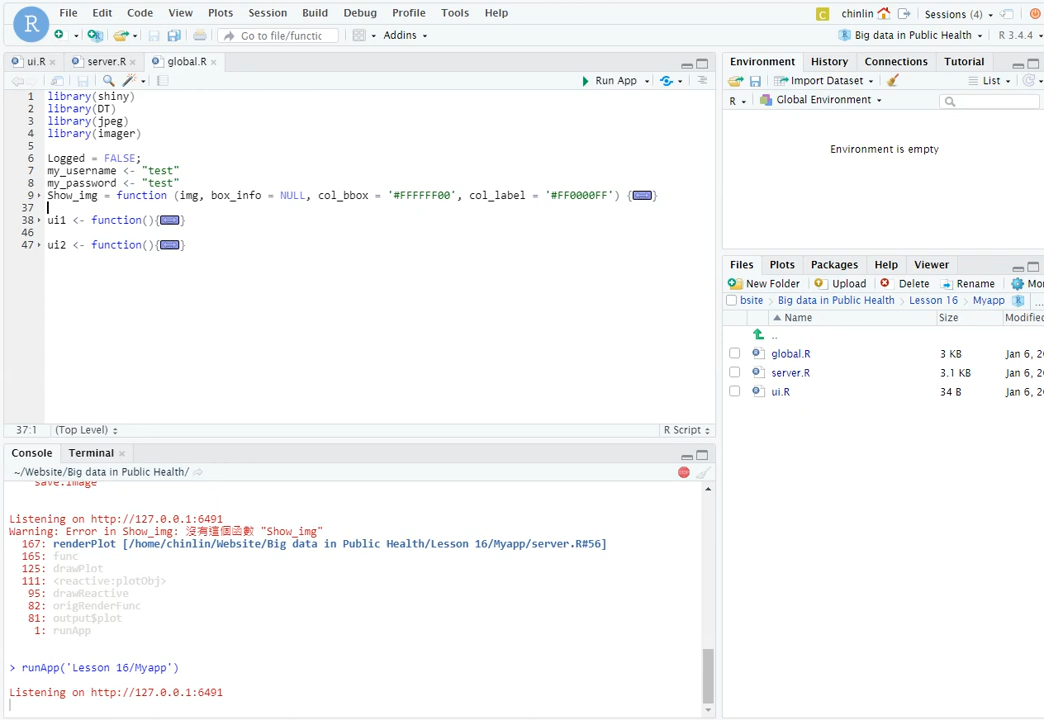 R File Edit Code View Plots Session Build Debug Profile Tools Help C chinlin Sessions (4)
Go to file/functic Addins Big data in Public Health R 3.4.4
ui.R × server.R × global.R ×
Run App
1 library(shiny)
2 library(DT)
3 library(jpeg)
4 library(imager)
5
6 Logged = FALSE;
7 my_username <- "test"
8 my_password <- "test"
9 Show_img = function (img, box_info = NULL, col_bbox = '#FFFFFF00', col_label = '#FF0000FF') {
37
38 ui1 <- function(){ }
46
47 ui2 <- function(){ }
37:1 (Top Level) R Script
Console Terminal ×
~/Website/Big data in Public Health/
save.image
Listening on http://127.0.0.1:6491
Warning: Error in Show_img: 沒有這個函數 "Show_img"
167: renderPlot [/home/chinlin/Website/Big data in Public Health/Lesson 16/Myapp/server.R#56]
165: func
125: drawPlot
111: <reactive:plotObj>
95: drawReactive
82: origRenderFunc
81: output$plot
1: runApp
> runApp('Lesson 16/Myapp')
Listening on http://127.0.0.1:6491
Environment History Connections Tutorial
Import Dataset List
R Global Environment
Environment is empty
Files Plots Packages Help Viewer
New Folder Upload Delete Rename Mor
bsite Big data in Public Health Lesson 16 Myapp R ...
Name Size Modified
..
global.R 3 KB Jan 6, 2
server.R 3.1 KB Jan 6, 2
ui.R 34 B Jan 6, 2